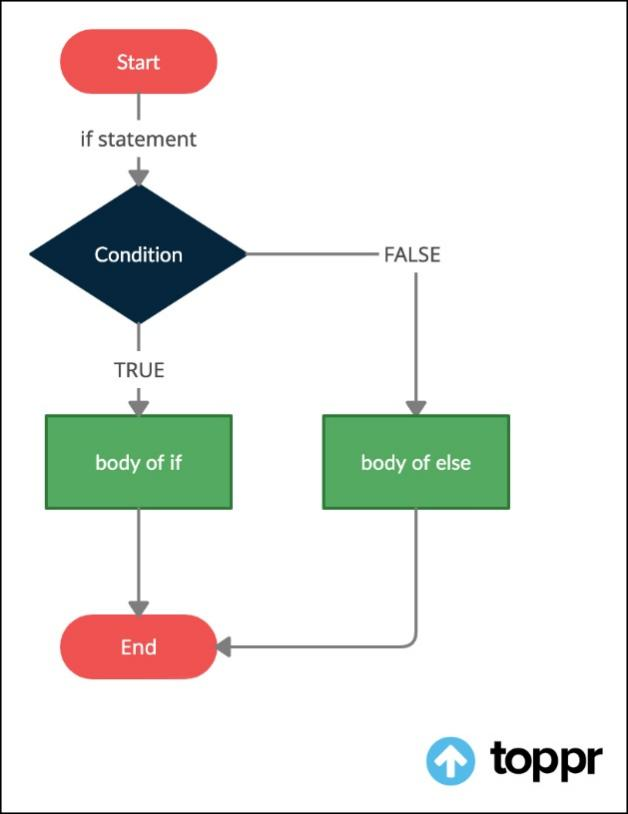 Start
if statement
Condition
FALSE
TRUE
body of if
body of else
End
toppr